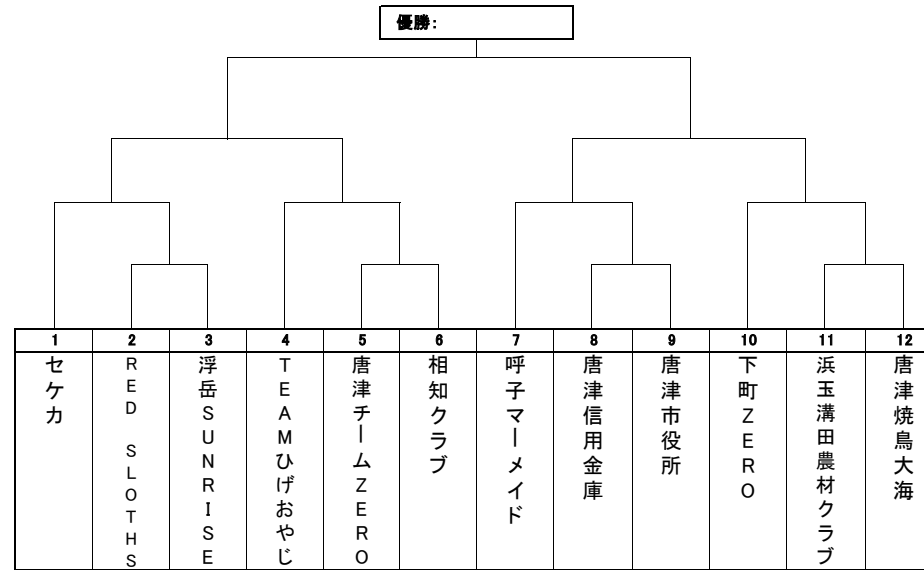 優勝：
1 2 3 4 5 6 7 8 9 10 11 12
セケカ
RED SLOTHS
浮岳SUNRISE
TEAMひげおやじ
唐津チームZERO
相知クラブ
呼子マーメイド
唐津信用金庫
唐津市役所
下町ZERO
浜玉溝田農材クラブ
唐津焼鳥大海